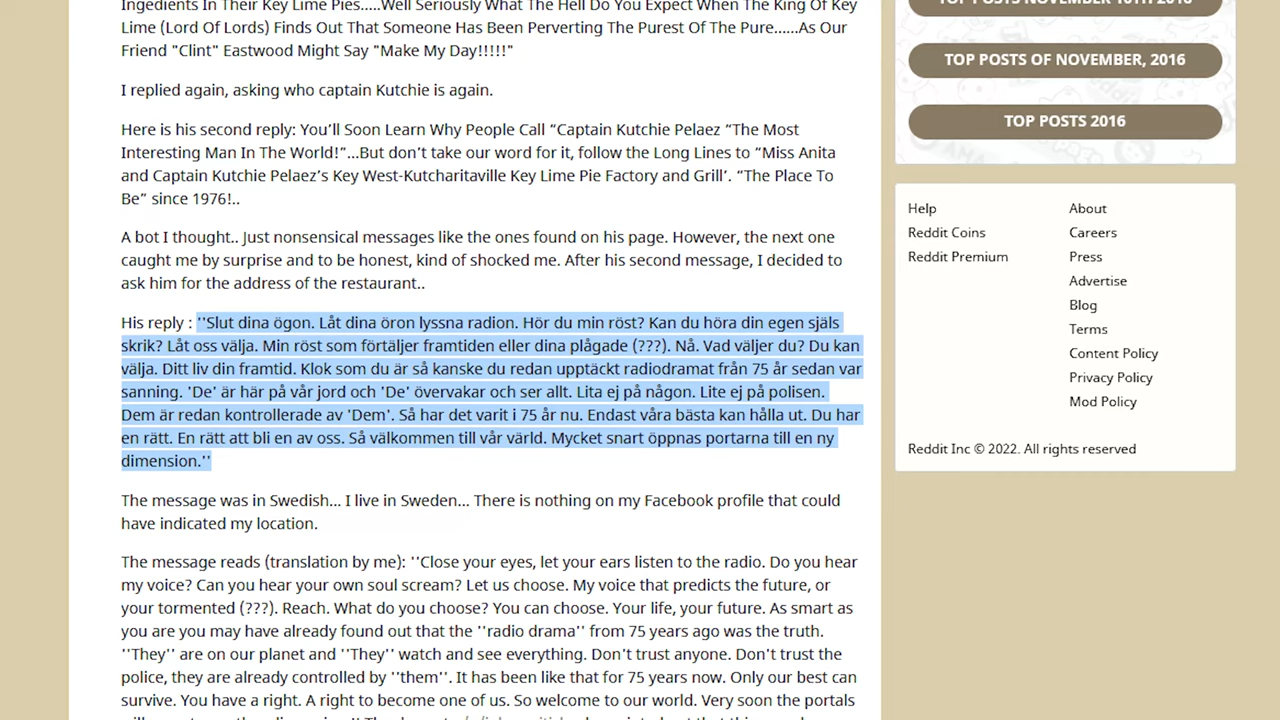 Ingedients In Their Key Lime Pies.....Well Seriously What The Hell Do You Expect When The King Of Key
Lime (Lord Of Lords) Finds Out That Someone Has Been Perverting The Purest Of The Pure......As Our
Friend "Clint" Eastwood Might Say "Make My Day!!!!!"
I replied again, asking who captain Kutchie is again.
Here is his second reply: You’ll Soon Learn Why People Call “Captain Kutchie Pelaez “The Most
Interesting Man In The World!”...But don’t take our word for it, follow the Long Lines to “Miss Anita
and Captain Kutchie Pelaez’s Key West-Kutcharitaville Key Lime Pie Factory and Grill’. “The Place To
Be” since 1976!..
A bot I thought.. Just nonsensical messages like the ones found on his page. However, the next one
caught me by surprise and to be honest, kind of shocked me. After his second message, I decided to
ask him for the address of the restaurant..
His reply : ''Slut dina ögon. Låt dina öron lyssna radion. Hör du min röst? Kan du höra din egen själs
skrik? Låt oss välja. Min röst som förtäljer framtiden eller dina plågade (???). Nå. Vad väljer du? Du kan
välja. Ditt liv din framtid. Klok som du är så kanske du redan upptäckt radiodramat från 75 år sedan var
sanning. 'De' är här på vår jord och 'De' övervakar och ser allt. Lita ej på någon. Lite ej på polisen.
Dem är redan kontrollerade av 'Dem'. Så har det varit i 75 år nu. Endast våra bästa kan hålla ut. Du har
en rätt. En rätt att bli en av oss. Så välkommen till vår värld. Mycket snart öppnas portarna till en ny
dimension.''
The message was in Swedish... I live in Sweden... There is nothing on my Facebook profile that could
have indicated my location.
The message reads (translation by me): ''Close your eyes, let your ears listen to the radio. Do you hear
my voice? Can you hear your own soul scream? Let us choose. My voice that predicts the future, or
your tormented (???). Reach. What do you choose? You can choose. Your life, your future. As smart as
you are you may have already found out that the ''radio drama'' from 75 years ago was the truth.
''They'' are on our planet and ''They'' watch and see everything. Don't trust anyone. Don't trust the
police, they are already controlled by ''them''. It has been like that for 75 years now. Only our best can
survive. You have a right. A right to become one of us. So welcome to our world. Very soon the portals
TOP POSTS NOVEMBER 10TH 2016
TOP POSTS OF NOVEMBER, 2016
TOP POSTS 2016
Help
Reddit Coins
Reddit Premium
About
Careers
Press
Advertise
Blog
Terms
Content Policy
Privacy Policy
Mod Policy
Reddit Inc © 2022. All rights reserved